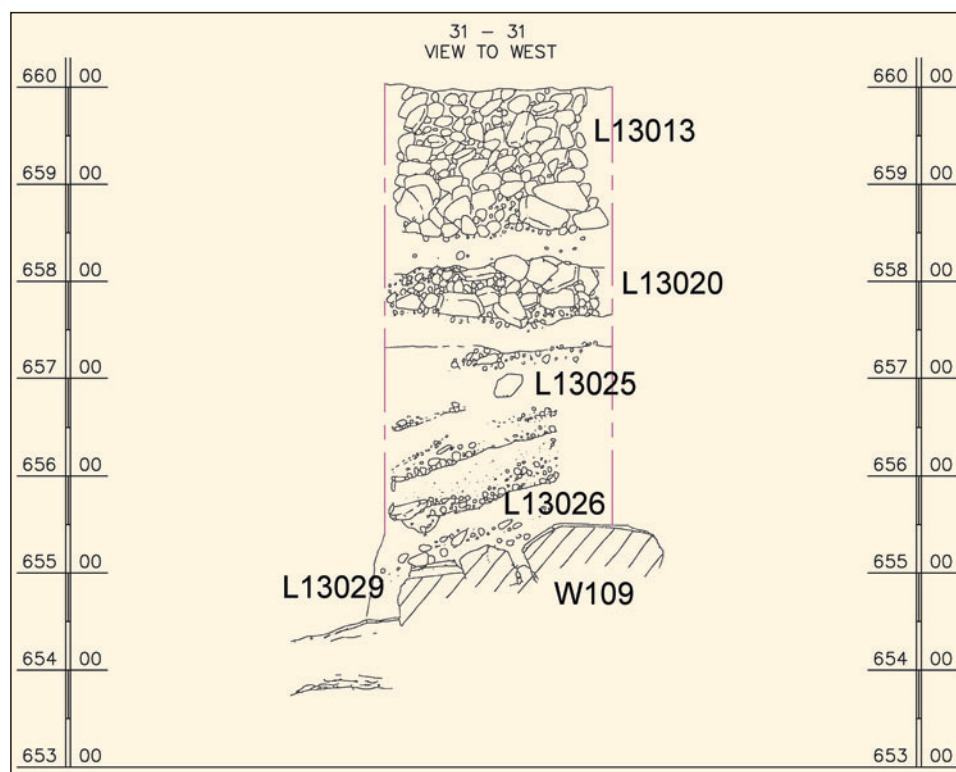 31 – 31
VIEW TO WEST
660 00 660 00
L13013
659 00 659 00
658 00 658 00
L13020
657 00 657 00
L13025
656 00 656 00
L13026
655 00 655 00
L13029 W109
654 00 654 00
653 00 653 00